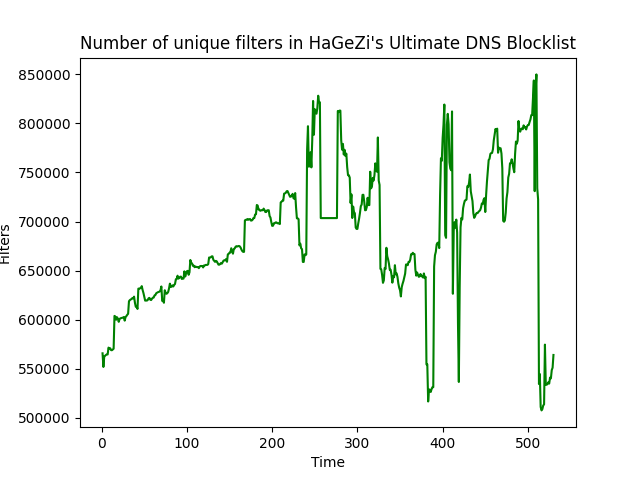 Number of unique filters in HaGeZi's Ultimate DNS Blocklist
850000
800000
750000
700000
650000
600000
550000
500000
Filters
0 100 200 300 400 500
Time